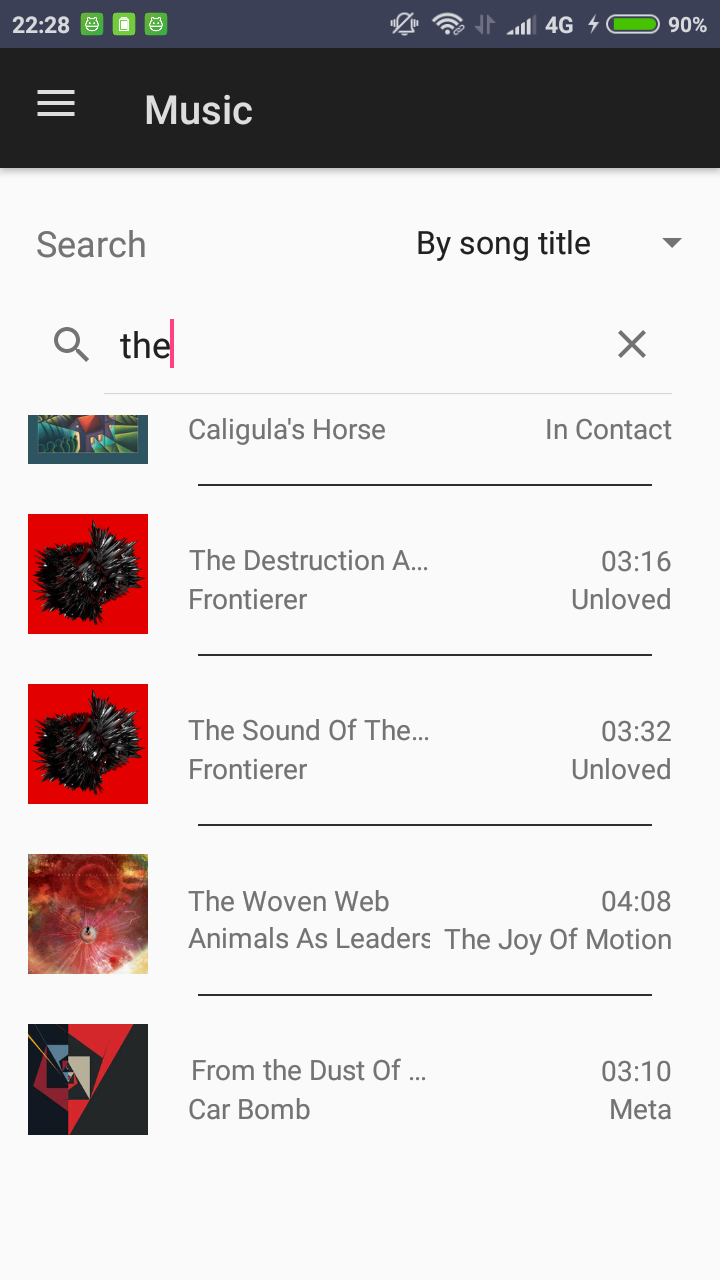 22:28 4G 90%
Music
Search By song title
the
Caligula's Horse In Contact
The Destruction A... 03:16
Frontierer Unloved
The Sound Of The... 03:32
Frontierer Unloved
The Woven Web 04:08
Animals As Leaders The Joy Of Motion
From the Dust Of ... 03:10
Car Bomb Meta